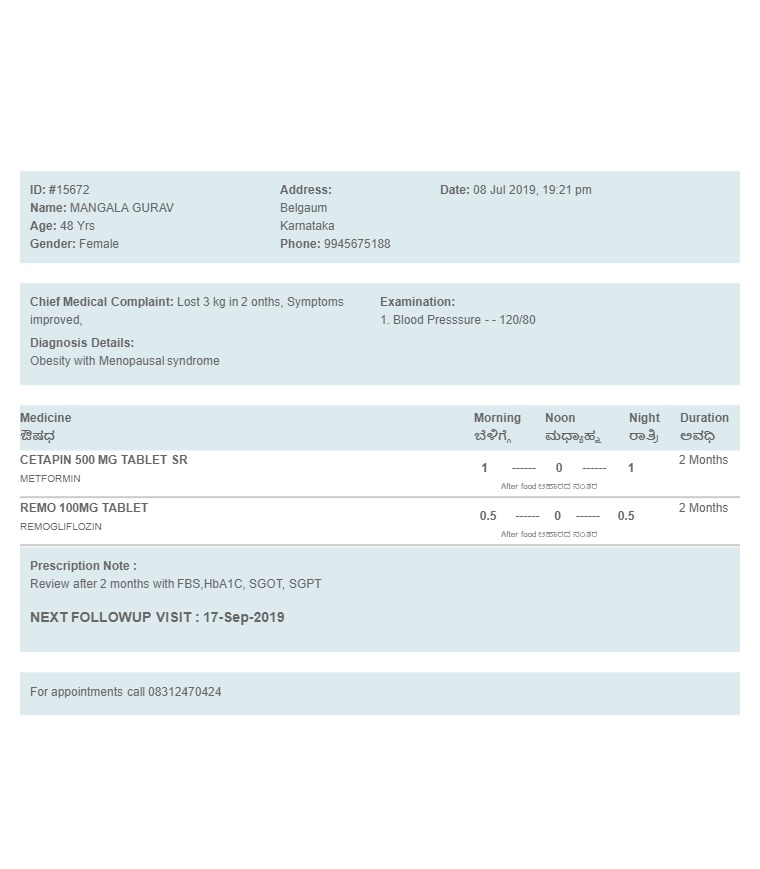 ID: #15672
Name: MANGALA GURAV
Age: 48 Yrs
Gender: Female
Address:
Belgaum
Karnataka
Phone: 9945675188
Date: 08 Jul 2019, 19:21 pm
Chief Medical Complaint: Lost 3 kg in 2 onths, Symptoms
improved,
Diagnosis Details:
Obesity with Menopausal syndrome
Examination:
1. Blood Presssure - - 120/80
Medicine Morning Noon Night Duration
ಔಷಧ ಬೆಳಿಗ್ಗೆ ಮಧ್ಯಾಹ್ನ ರಾತ್ರಿ ಅವಧಿ
CETAPIN 500 MG TABLET SR 1 ------ 0 ------ 1 2 Months
METFORMIN
After food ಆಹಾರದ ನಂತರ
REMO 100MG TABLET 0.5 ------ 0 ------ 0.5 2 Months
REMOGLIFLOZIN
After food ಆಹಾರದ ನಂತರ
Prescription Note :
Review after 2 months with FBS,HbA1C, SGOT, SGPT
NEXT FOLLOWUP VISIT : 17-Sep-2019
For appointments call 08312470424